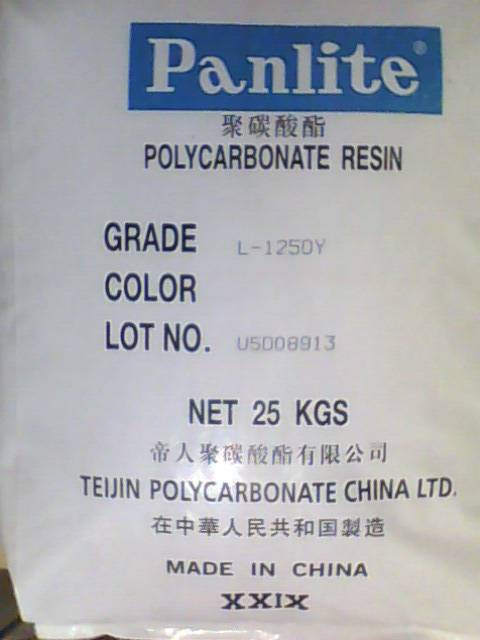 Panlite®
聚碳酸酯
POLYCARBONATE RESIN
GRADE L-1250Y
COLOR
LOT NO. U5D08913
NET 25 KGS
帝人聚碳酸酯有限公司
TEIJIN POLYCARBONATE CHINA LTD.
在中華人民共和国製造
MADE IN CHINA
XXIX